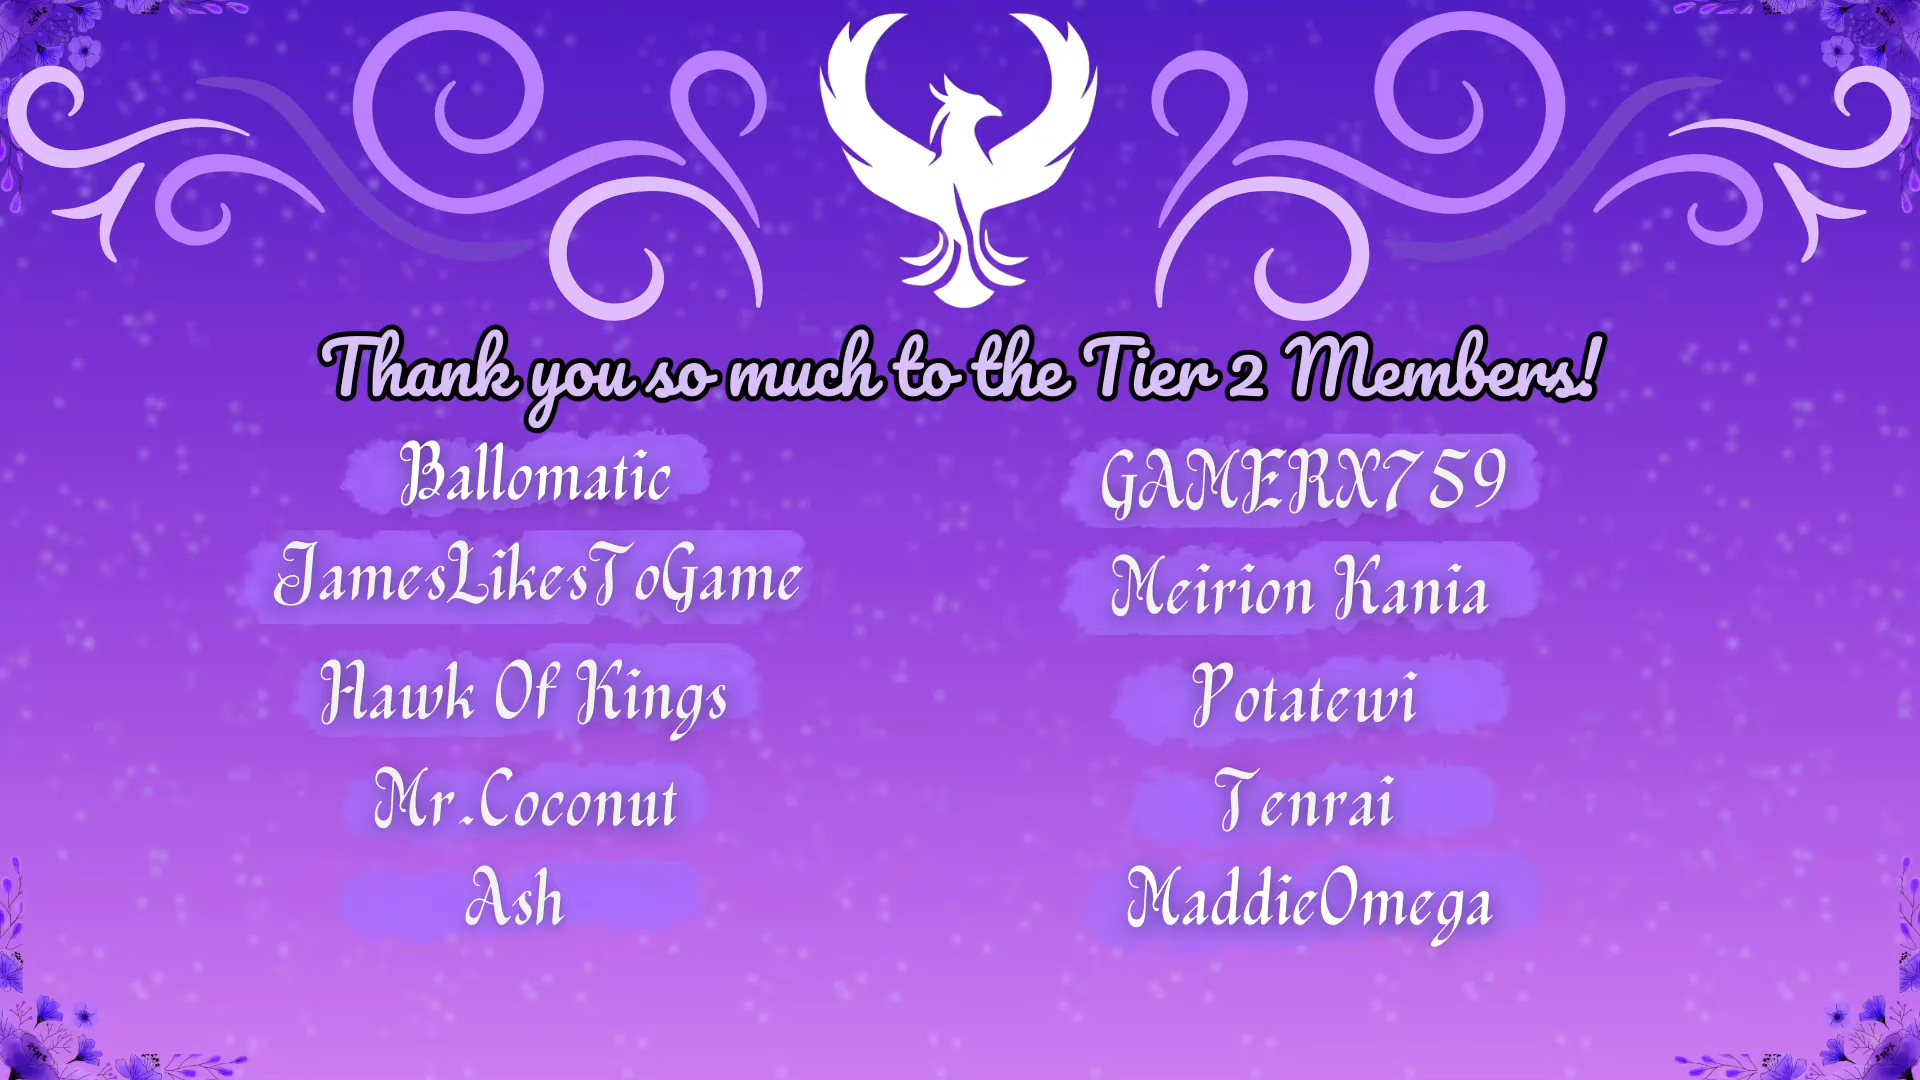 Thank you so much to the Tier 2 Members!
Ballomatic
JamesLikesToGame
Hawk Of Kings
Mr.Coconut
Ash
GAMERX759
Meirion Kania
Potatewi
Tenrai
MaddieOmega